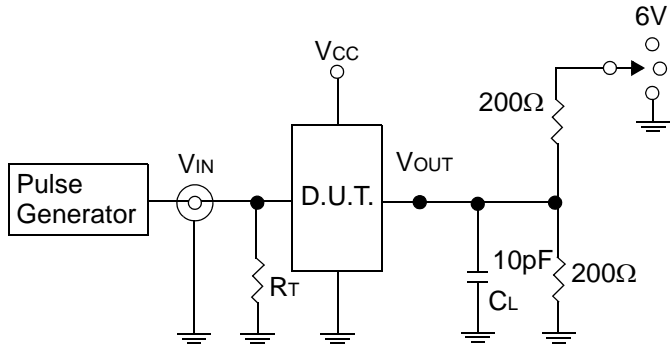 6V
VCC
200Ω
VIN
VOUT
Pulse
Generator
D.U.T.
10pF
200Ω
RT
CL